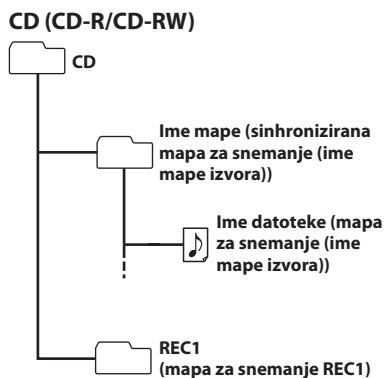 CD (CD-R/CD-RW)
CD
Ime mape (sinhronizirana
mapa za snemanje (ime
mape izvora))
Ime datoteke (mapa
za snemanje (ime
mape izvora))
REC1
(mapa za snemanje REC1)